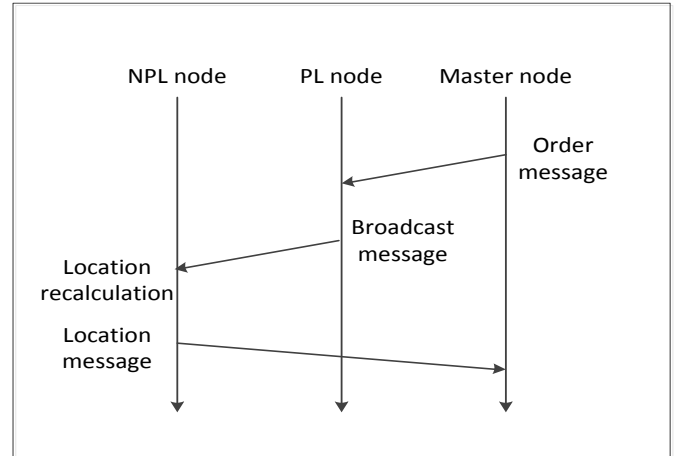 NPL node
PL node
Master node
Order
message
Broadcast
message
Location
recalculation
Location
message